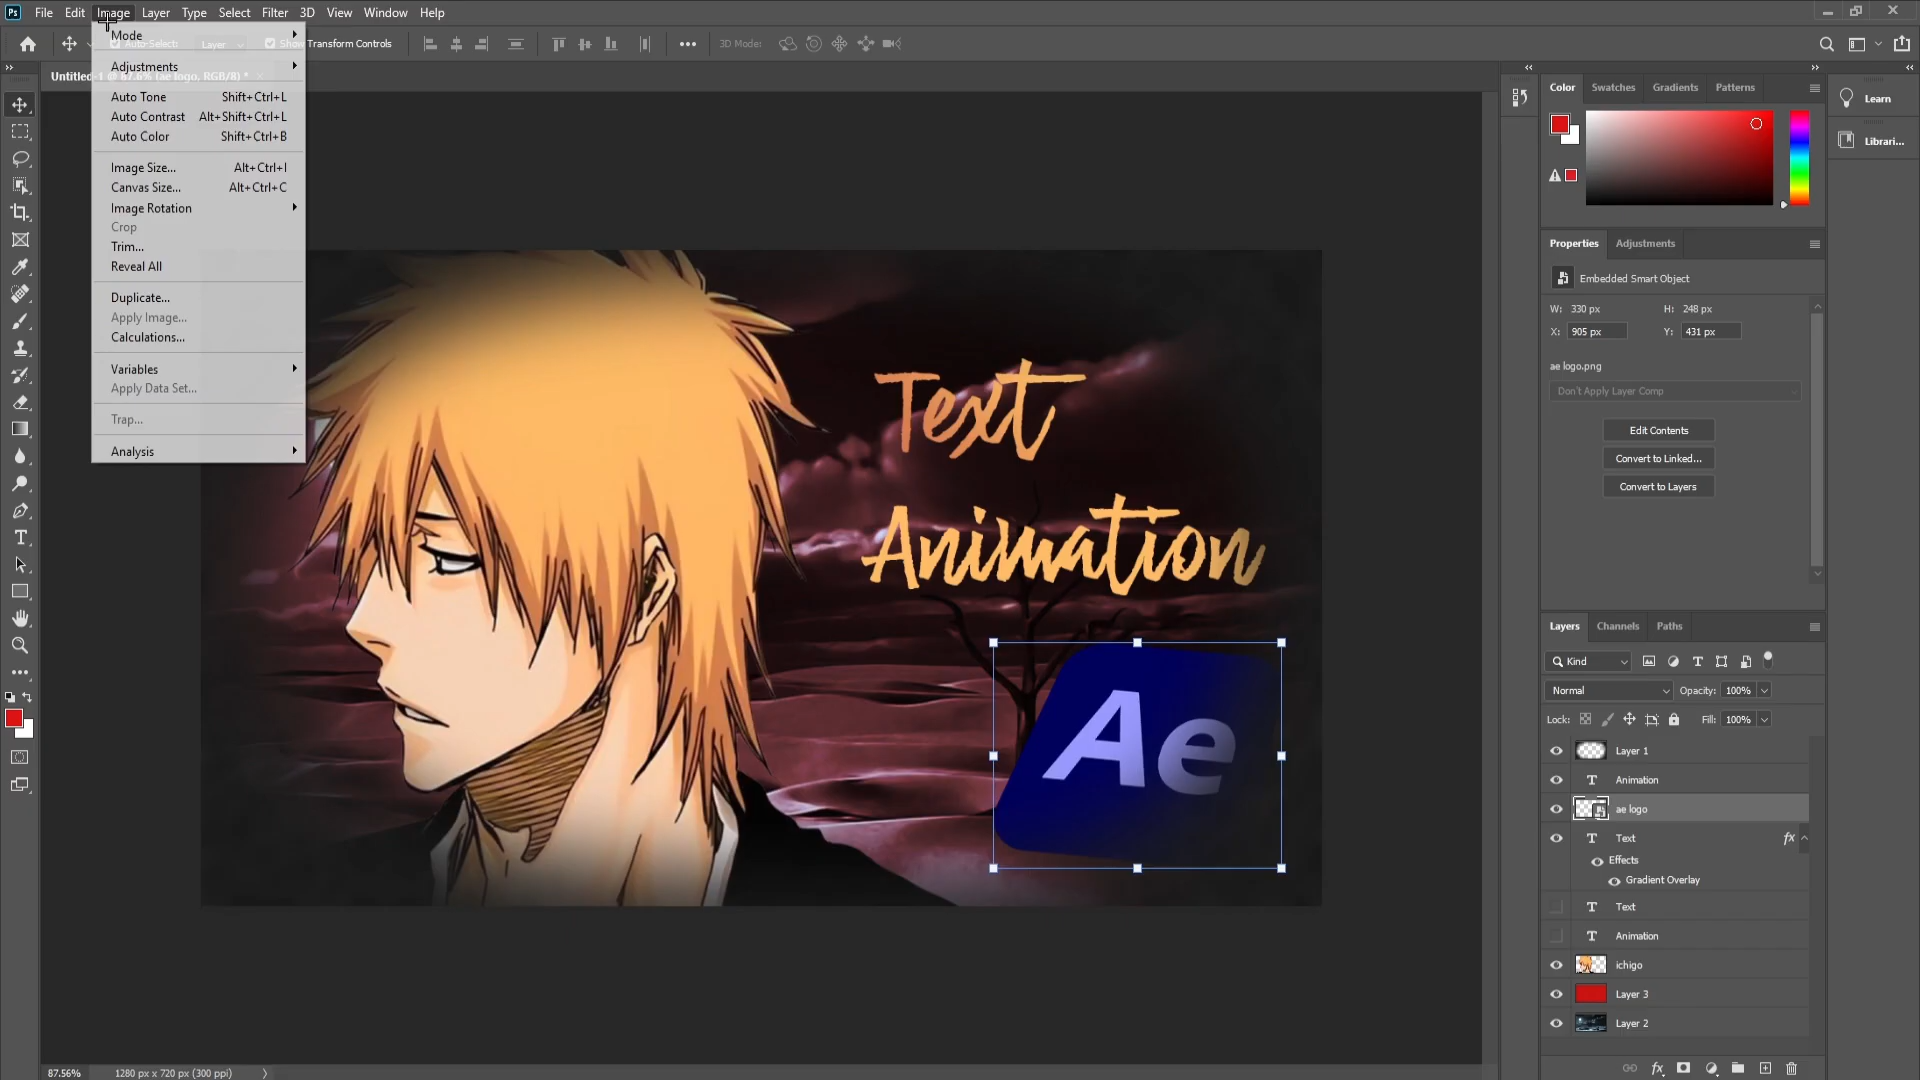 Ps File Edit Image Layer Type Select Filter 3D View Window Help
Auto-Select: Layer Show Transform Controls 3D Mode:
Untitled-1 @ 87.6% (ae logo, RGB/8) *
Mode
Adjustments
Auto Tone Shift+Ctrl+L
Auto Contrast Alt+Shift+Ctrl+L
Auto Color Shift+Ctrl+B
Image Size... Alt+Ctrl+I
Canvas Size... Alt+Ctrl+C
Image Rotation
Crop
Trim...
Reveal All
Duplicate...
Apply Image...
Calculations...
Variables
Apply Data Set...
Trap...
Analysis
Text
Animation
Ae
Color Swatches Gradients Patterns
Learn
Librari...
Properties Adjustments
Embedded Smart Object
W: 330 px H: 248 px
X: 905 px Y: 431 px
ae logo.png
Don't Apply Layer Comp
Edit Contents
Convert to Linked...
Convert to Layers
Layers Channels Paths
Kind
Normal Opacity: 100%
Lock: Fill: 100%
Layer 1
Animation
ae logo
Text fx
Effects
Gradient Overlay
Text
Animation
ichigo
Layer 3
Layer 2
fx
87.56% 1280 px x 720 px (300 ppi)